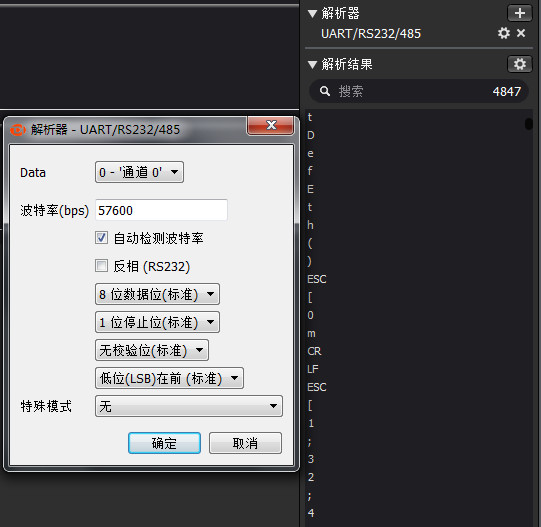 解析器
UART/RS232/485
解析结果
搜索 4847
t
D
e
f
E
t
h
(
)
ESC
[
0
m
CR
LF
ESC
[
1
;
3
2
;
4
解析器 - UART/RS232/485
Data 0 - '通道 0'
波特率(bps) 57600
自动检测波特率
反相 (RS232)
8 位数据位(标准)
1 位停止位(标准)
无校验位(标准)
低位(LSB)在前 (标准)
特殊模式 无
确定 取消